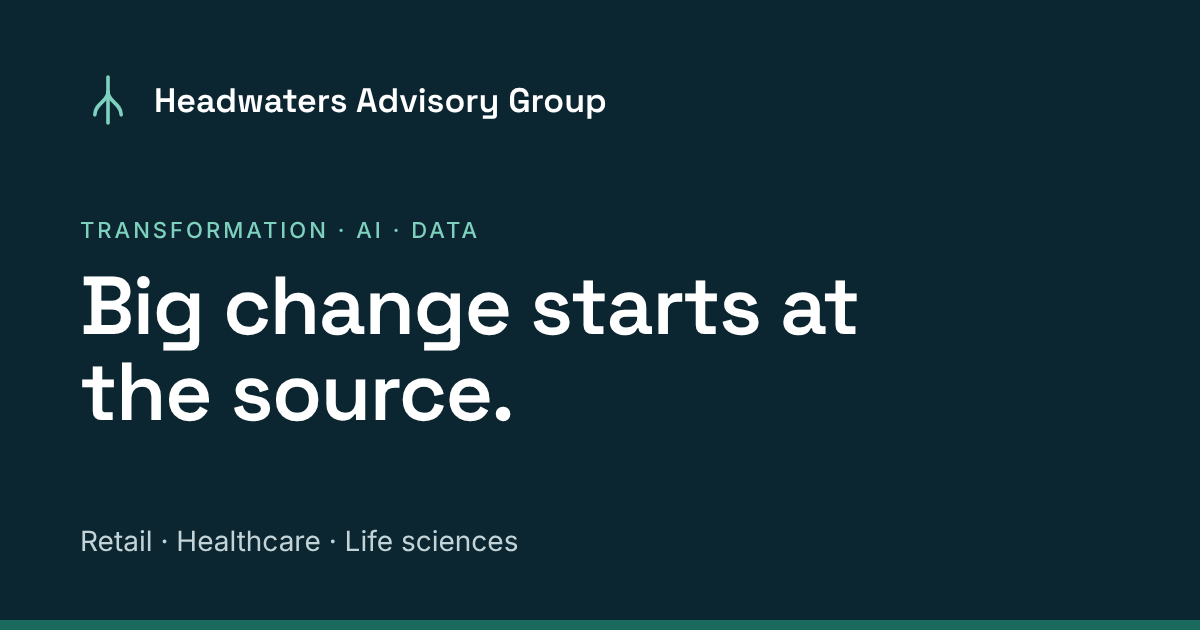 Headwaters Advisory Group
TRANSFORMATION · AI · DATA
Big change starts at
the source.
Retail · Healthcare · Life sciences